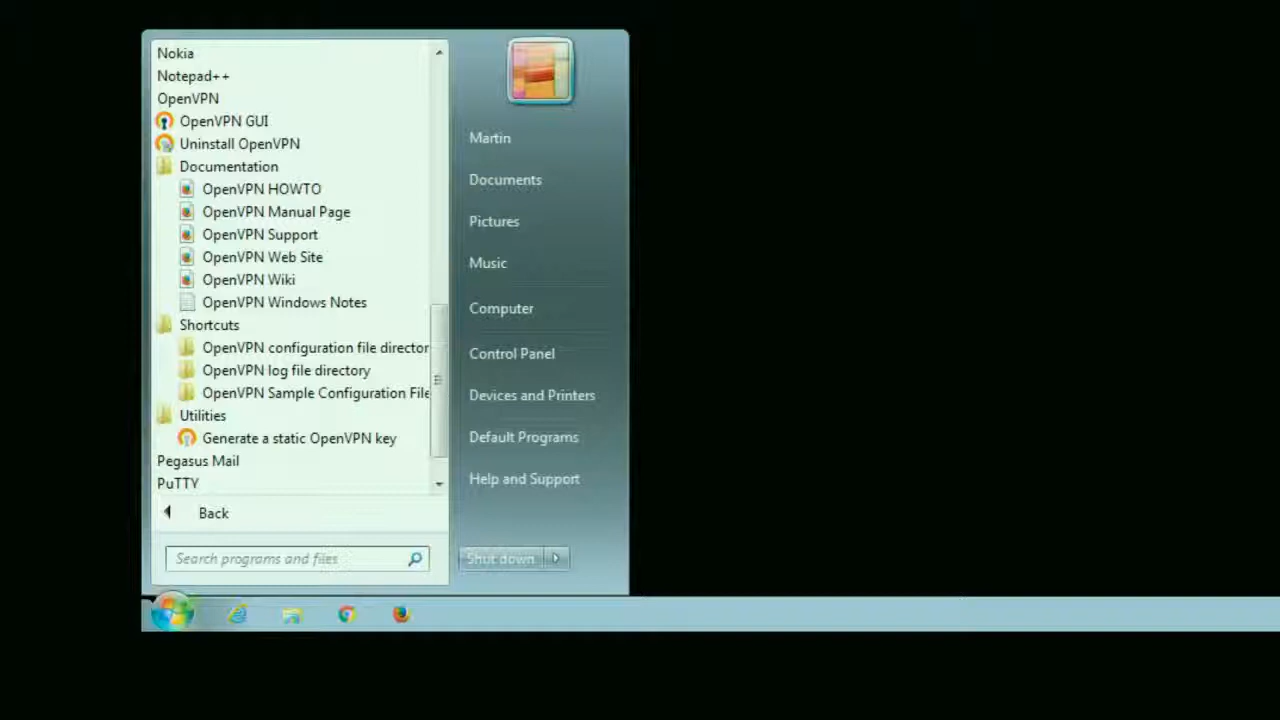 Nokia
Notepad++
OpenVPN
OpenVPN GUI
Uninstall OpenVPN
Documentation
OpenVPN HOWTO
OpenVPN Manual Page
OpenVPN Support
OpenVPN Web Site
OpenVPN Wiki
OpenVPN Windows Notes
Shortcuts
OpenVPN configuration file director
OpenVPN log file directory
OpenVPN Sample Configuration File
Utilities
Generate a static OpenVPN key
Pegasus Mail
PuTTY
Back
Search programs and files
Martin
Documents
Pictures
Music
Computer
Control Panel
Devices and Printers
Default Programs
Help and Support
Shut down